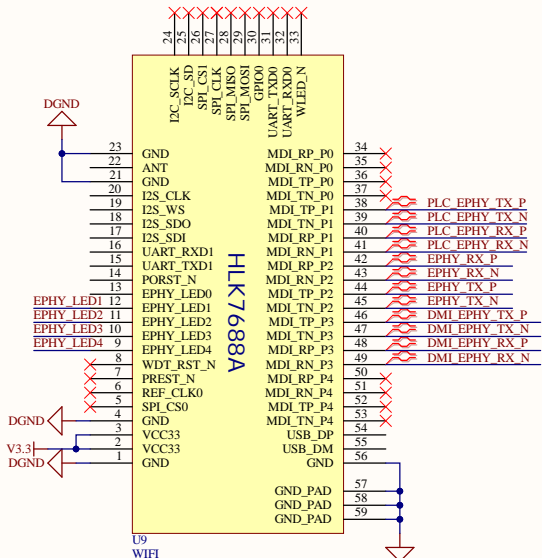 24 I2C_SCLK
25 I2C_SD
26 SPI_CS1
27 SPI_CLK
28 SPI_MISO
29 SPI_MOSI
30 GPIO0
31 UART_TXD0
32 UART_RXD0
33 WLED_N
DGND
23 GND
22 ANT
21 GND
20 I2S_CLK
19 I2S_WS
18 I2S_SDO
17 I2S_SDI
16 UART_RXD1
15 UART_TXD1
14 PORST_N
13 EPHY_LED0
EPHY_LED1 12 EPHY_LED1
EPHY_LED2 11 EPHY_LED2
EPHY_LED3 10 EPHY_LED3
EPHY_LED4 9 EPHY_LED4
8 WDT_RST_N
7 PREST_N
6 REF_CLK0
5 SPI_CS0
DGND 4 GND
3 VCC33
V3.3 2 VCC33
DGND 1 GND
HLK7688A
MDI_RP_P0 34
MDI_RN_P0 35
MDI_TP_P0 36
MDI_TN_P0 37
MDI_TP_P1 38 PLC_EPHY_TX_P
MDI_TN_P1 39 PLC_EPHY_TX_N
MDI_RP_P1 40 PLC_EPHY_RX_P
MDI_RN_P1 41 PLC_EPHY_RX_N
MDI_RP_P2 42 EPHY_RX_P
MDI_RN_P2 43 EPHY_RX_N
MDI_TP_P2 44 EPHY_TX_P
MDI_TN_P2 45 EPHY_TX_N
MDI_TP_P3 46 DMI_EPHY_TX_P
MDI_TN_P3 47 DMI_EPHY_TX_N
MDI_RP_P3 48 DMI_EPHY_RX_P
MDI_RN_P3 49 DMI_EPHY_RX_N
MDI_RP_P4 50
MDI_RN_P4 51
MDI_TP_P4 52
MDI_TN_P4 53
USB_DP 54
USB_DM 55
GND 56
GND_PAD 57
GND_PAD 58
GND_PAD 59
U9
WIFI